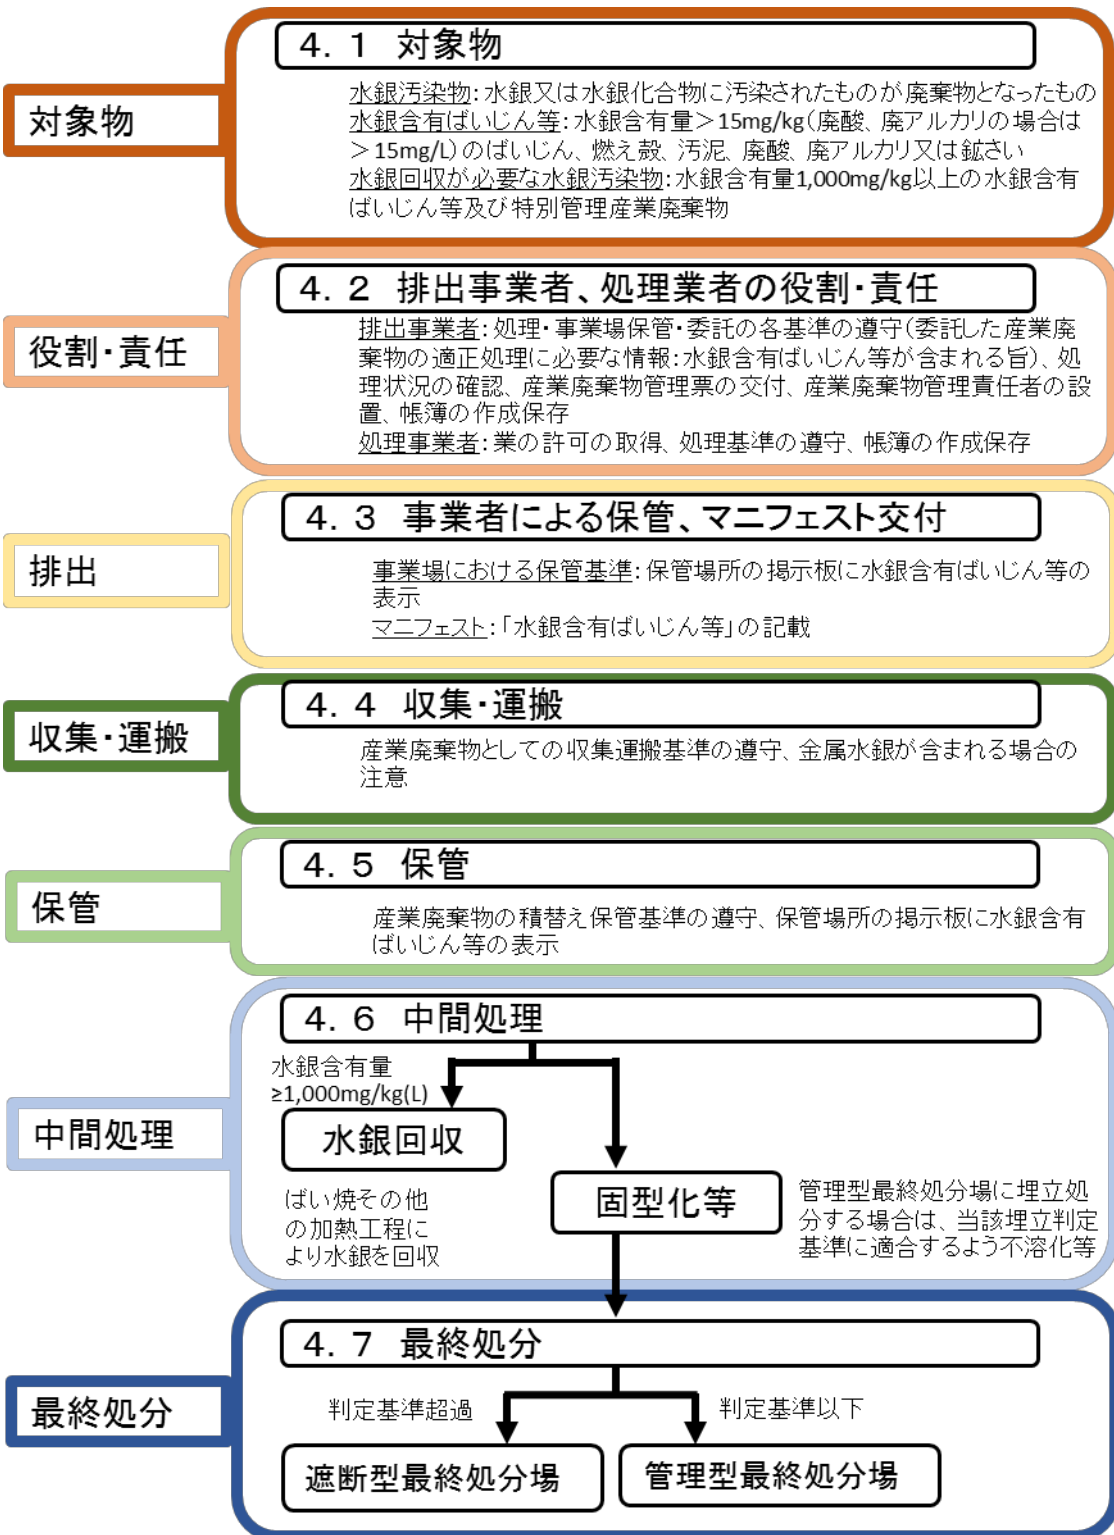 対象物
4.1 対象物
水銀汚染物:水銀又は水銀化合物に汚染されたものが廃棄物となったもの
水銀含有ばいじん等:水銀含有量>15mg/kg(廃酸、廃アルカリの場合は
>15mg/L)のばいじん、燃え殻、汚泥、廃酸、廃アルカリ又は鉱さい
水銀回収が必要な水銀汚染物:水銀含有量1,000mg/kg以上の水銀含有
ばいじん等及び特別管理産業廃棄物
役割・責任
4.2 排出事業者、処理業者の役割・責任
排出事業者:処理・事業場保管・委託の各基準の遵守(委託した産業廃
棄物の適正処理に必要な情報:水銀含有ばいじん等が含まれる旨)、処
理状況の確認、産業廃棄物管理票の交付、産業廃棄物管理責任者の設
置、帳簿の作成保存
処理事業者:業の許可の取得、処理基準の遵守、帳簿の作成保存
排出
4.3 事業者による保管、マニフェスト交付
事業場における保管基準:保管場所の掲示板に水銀含有ばいじん等の
表示
マニフェスト:「水銀含有ばいじん等」の記載
収集・運搬
4.4 収集・運搬
産業廃棄物としての収集運搬基準の遵守、金属水銀が含まれる場合の
注意
保管
4.5 保管
産業廃棄物の積替え保管基準の遵守、保管場所の掲示板に水銀含有
ばいじん等の表示
中間処理
4.6 中間処理
水銀含有量
≥1,000mg/kg(L)
水銀回収
ばい焼その他
の加熱工程に
より水銀を回収
固型化等
管理型最終処分場に埋立処
分する場合は、当該埋立判定
基準に適合するよう不溶化等
最終処分
4.7 最終処分
判定基準超過
判定基準以下
遮断型最終処分場
管理型最終処分場